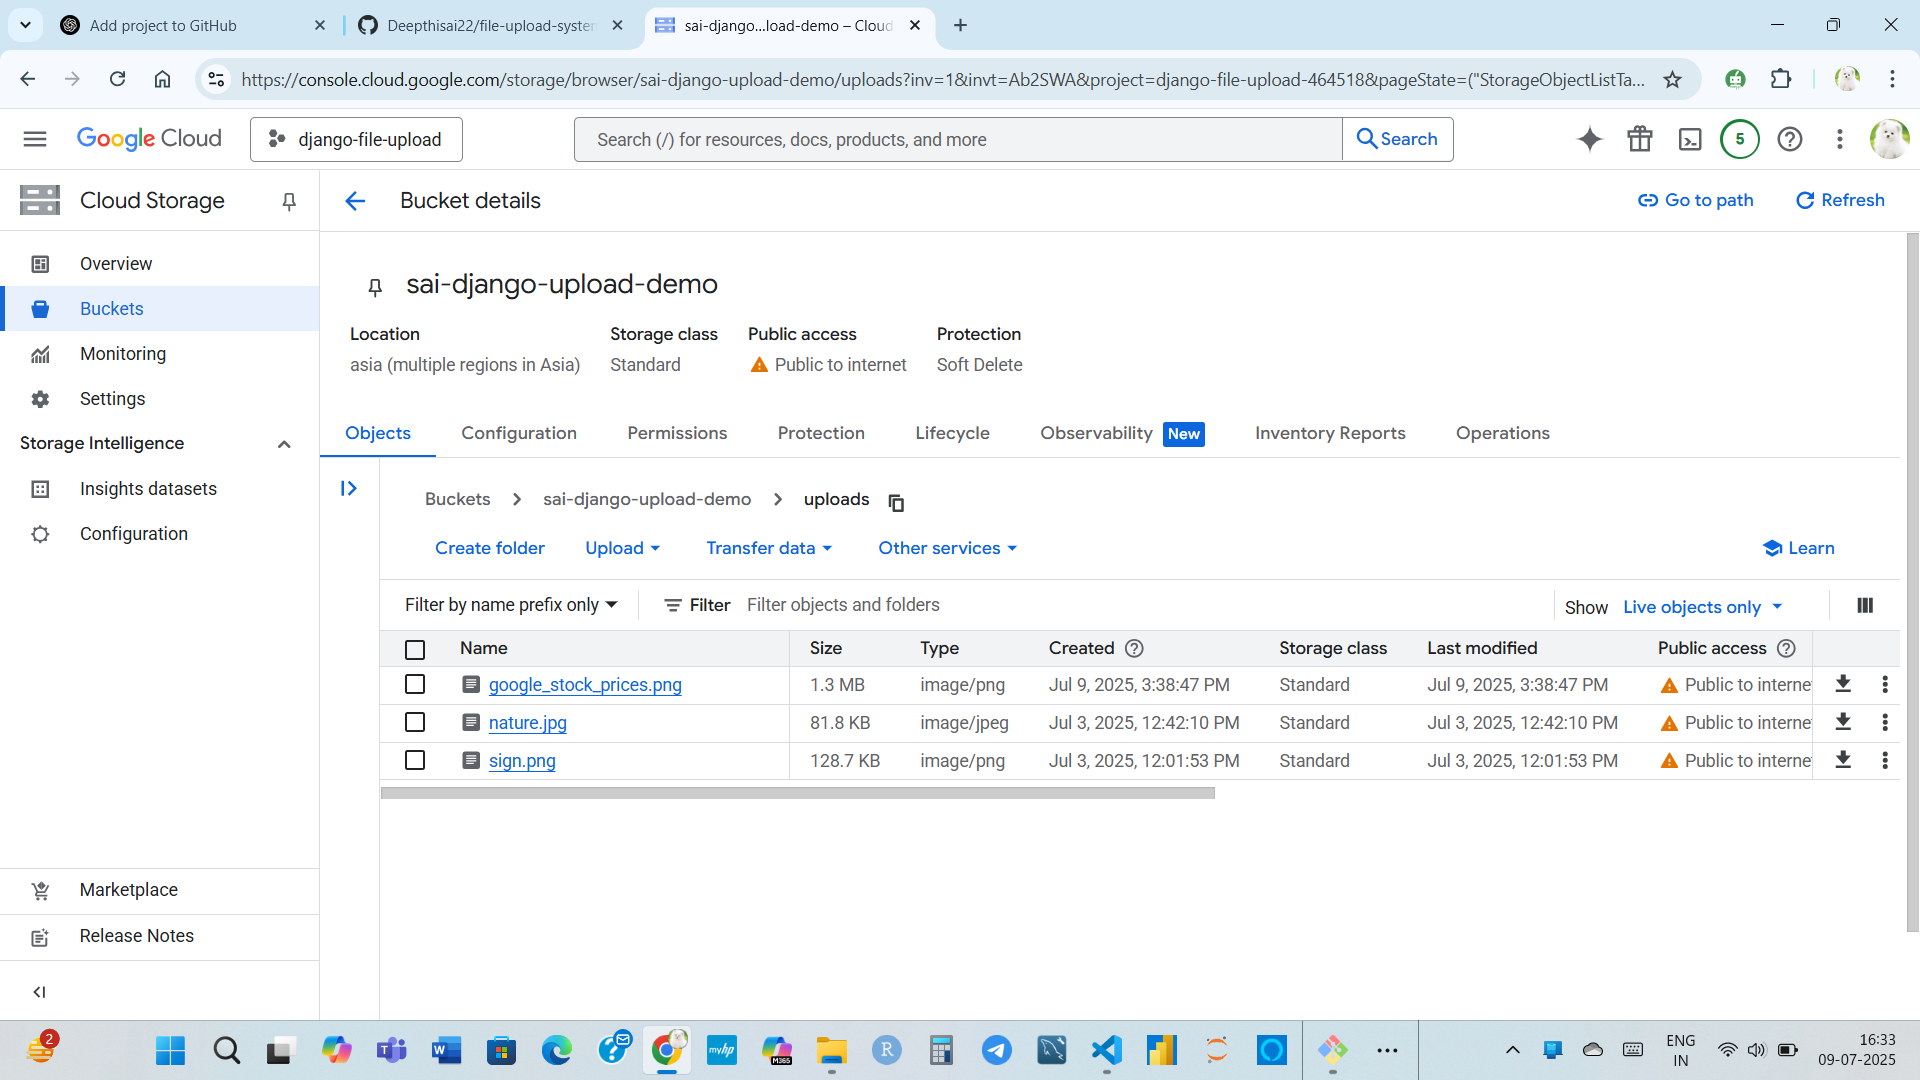 Add project to GitHub
Deepthisai22/file-upload-system
sai-django...load-demo – Cloud
https://console.cloud.google.com/storage/browser/sai-django-upload-demo/uploads?inv=1&invt=Ab2SWA&project=django-file-upload-464518&pageState=("StorageObjectListTa...
Google Cloud
django-file-upload
Search (/) for resources, docs, products, and more
Search
5
Cloud Storage
Bucket details
Go to path
Refresh
Overview
Buckets
Monitoring
Settings
Storage Intelligence
Insights datasets
Configuration
Marketplace
Release Notes
sai-django-upload-demo
Location Storage class Public access Protection
asia (multiple regions in Asia) Standard Public to internet Soft Delete
Objects Configuration Permissions Protection Lifecycle Observability New Inventory Reports Operations
Buckets > sai-django-upload-demo > uploads
Create folder Upload Transfer data Other services Learn
Filter by name prefix only Filter Filter objects and folders Show Live objects only
Name Size Type Created Storage class Last modified Public access
google_stock_prices.png 1.3 MB image/png Jul 9, 2025, 3:38:47 PM Standard Jul 9, 2025, 3:38:47 PM Public to interne
nature.jpg 81.8 KB image/jpeg Jul 3, 2025, 12:42:10 PM Standard Jul 3, 2025, 12:42:10 PM Public to interne
sign.png 128.7 KB image/png Jul 3, 2025, 12:01:53 PM Standard Jul 3, 2025, 12:01:53 PM Public to interne
2
myhp
M365
R
ENG
IN
16:33
09-07-2025